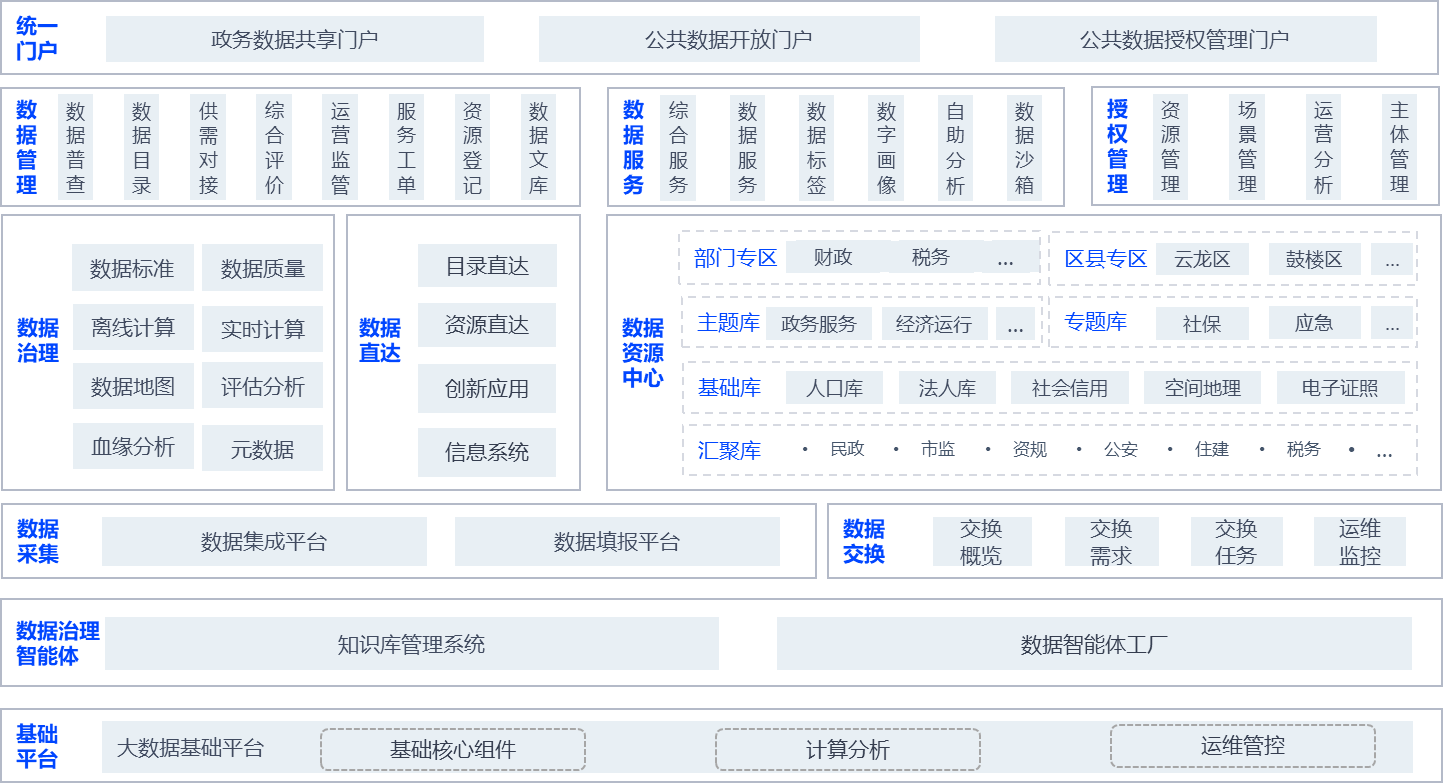 统一
门户
政务数据共享门户
公共数据开放门户
公共数据授权管理门户
数据管理
数据普查
数据目录
供需对接
综合评价
运营监管
服务工单
资源登记
数据文库
数据服务
综合服务
数据服务
数据标签
数字画像
自助分析
数据沙箱
授权管理
资源管理
场景管理
运营分析
主体管理
数据
治理
数据标准
数据质量
离线计算
实时计算
数据地图
评估分析
血缘分析
元数据
数据
直达
目录直达
资源直达
创新应用
信息系统
数据
资源
中心
部门专区
财政
税务
...
区县专区
云龙区
鼓楼区
...
主题库
政务服务
经济运行
...
专题库
社保
应急
...
基础库
人口库
法人库
社会信用
空间地理
电子证照
汇聚库
• 民政
• 市监
• 资规
• 公安
• 住建
• 税务
• ...
数据
采集
数据集成平台
数据填报平台
数据
交换
交换
概览
交换
需求
交换
任务
运维
监控
数据治理
智能体
知识库管理系统
数据智能体工厂
基础
平台
大数据基础平台
基础核心组件
计算分析
运维管控